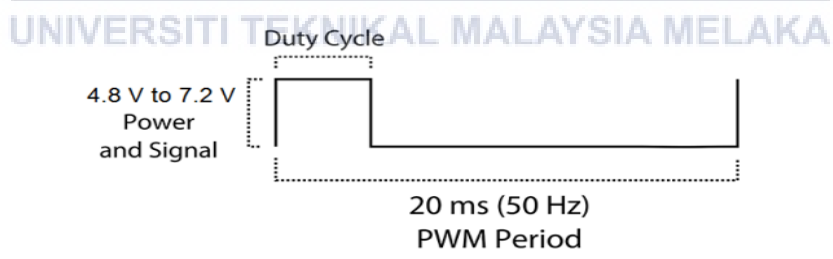 UNIVERSITI TEKNIKAL MALAYSIA MELAKA
Duty Cycle
4.8 V to 7.2 V
Power
and Signal
20 ms (50 Hz)
PWM Period